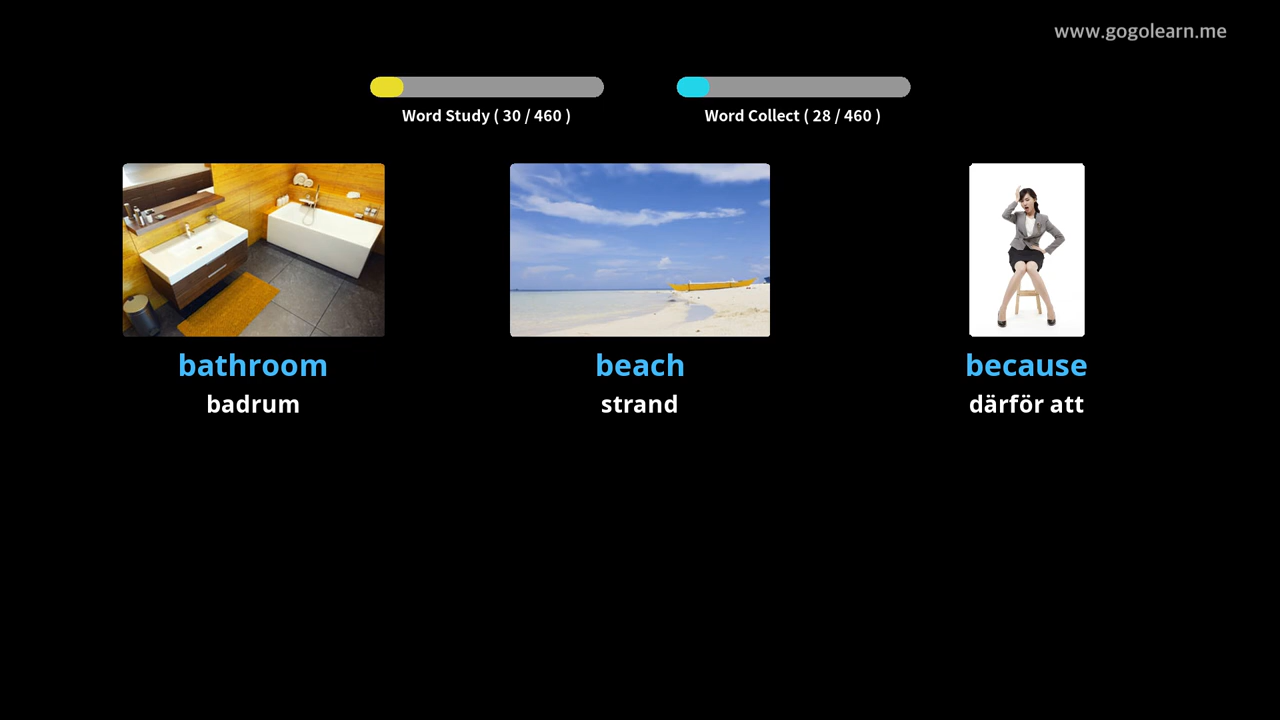 www.gogolearn.me
Word Study ( 30 / 460 )
Word Collect ( 28 / 460 )
bathroom
badrum
beach
strand
because
därför att